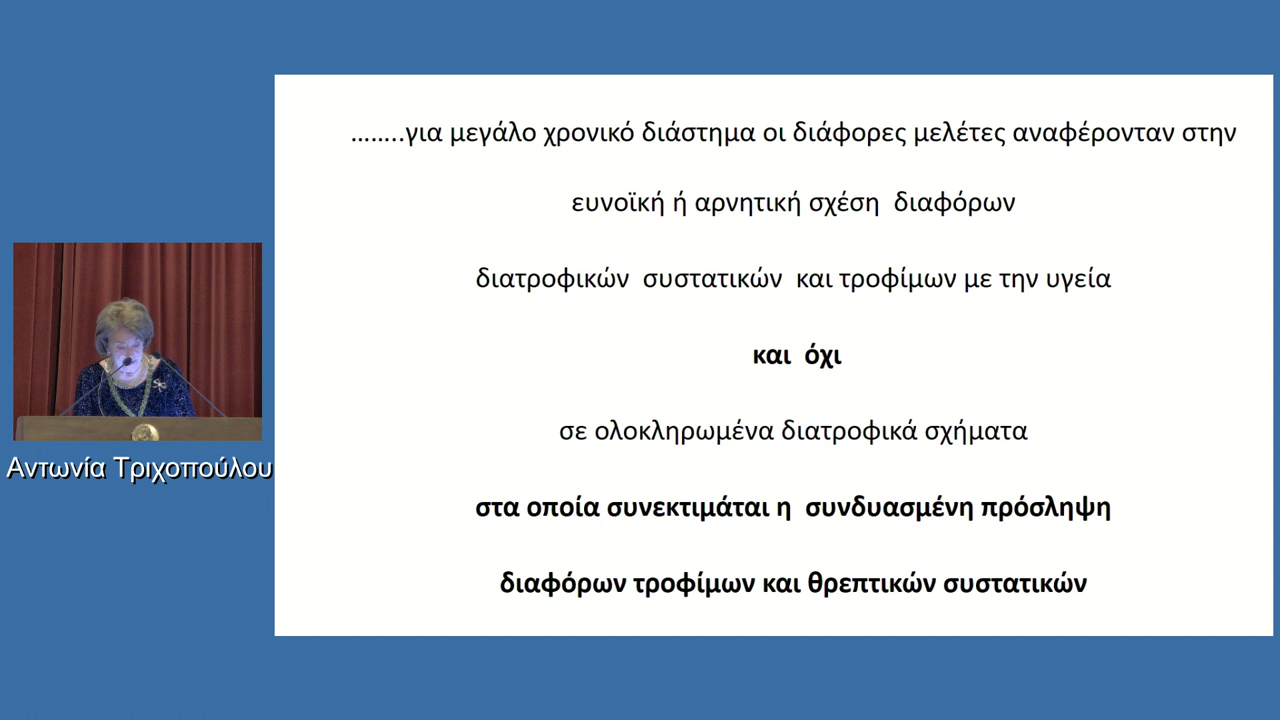 ........για μεγάλο χρονικό διάστημα οι διάφορες μελέτες αναφέρονταν στην
ευνοϊκή ή αρνητική σχέση διαφόρων
διατροφικών συστατικών και τροφίμων με την υγεία
και όχι
σε ολοκληρωμένα διατροφικά σχήματα
στα οποία συνεκτιμάται η συνδυασμένη πρόσληψη
διαφόρων τροφίμων και θρεπτικών συστατικών
Αντωνία Τριχοπούλου